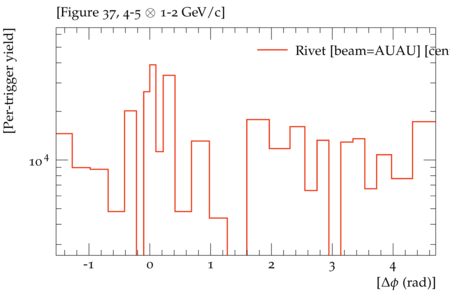 [Figure 37, 4-5 ⊗ 1-2 GeV/c]
Rivet [beam=AUAU] [cen
[Per-trigger yield]
10⁴
-1 0 1 2 3 4
[Δϕ (rad)]